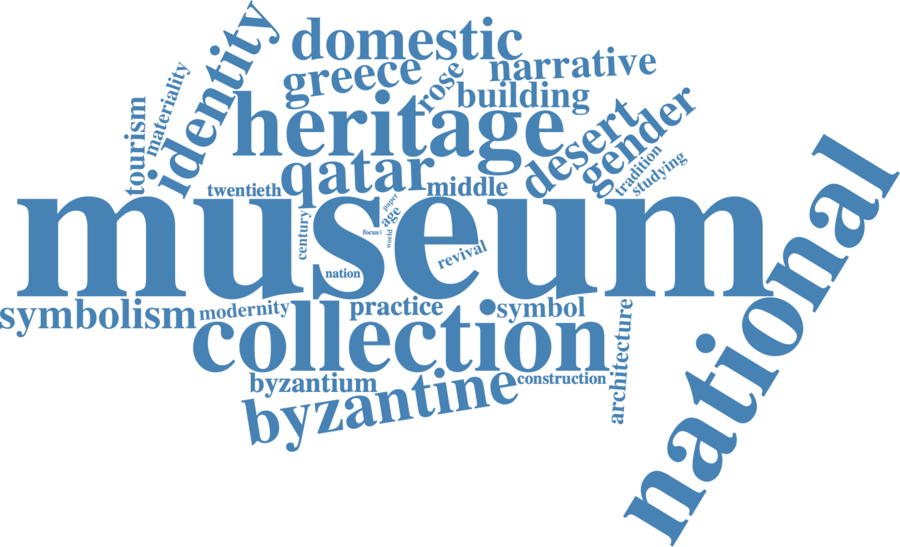 domestic
identity
greece
rose
narrative
materiality
building
tourism
heritage
desert
gender
tradition
studying
qatar
twentieth
middle
museum
national
paper
age
century
world
revival
nation
symbolism
modernity
practice
symbol
collection
architecture
byzantium
construction
byzantine